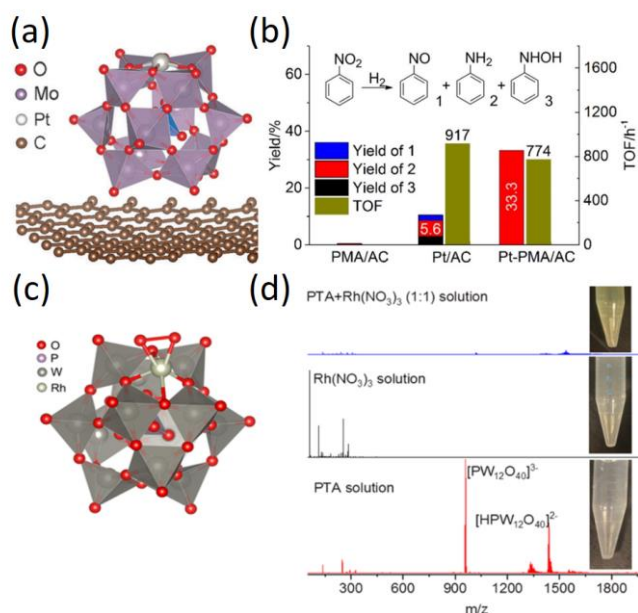 (a)
O
Mo
Pt
C
(b)
Yield/%
60
40
20
0
NO₂
H₂
NO
1
+
NH₂
2
+
NHOH
3
Yield of 1
Yield of 2
Yield of 3
TOF
5.6
917
33.3
774
PMA/AC
Pt/AC
Pt-PMA/AC
1600
1200
800
400
0
TOF/h⁻¹
(c)
O
P
W
Rh
(d)
PTA+Rh(NO₃)₃ (1:1) solution
Rh(NO₃)₃ solution
PTA solution
[PW₁₂O₄₀]³⁻
[HPW₁₂O₄₀]²⁻
300 600 900 1200 1500 1800
m/z